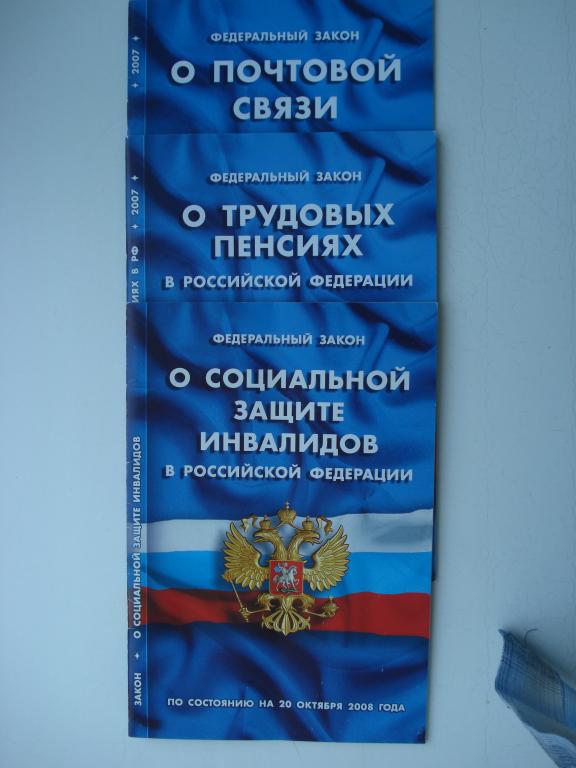 ФЕДЕРАЛЬНЫЙ ЗАКОН
О ПОЧТОВОЙ
СВЯЗИ
✦ 2007 ✦
ФЕДЕРАЛЬНЫЙ ЗАКОН
О ТРУДОВЫХ
ПЕНСИЯХ
В РОССИЙСКОЙ ФЕДЕРАЦИИ
ИЯХ В РФ ✦ 2007 ✦
ФЕДЕРАЛЬНЫЙ ЗАКОН
О СОЦИАЛЬНОЙ
ЗАЩИТЕ
ИНВАЛИДОВ
В РОССИЙСКОЙ ФЕДЕРАЦИИ
ПО СОСТОЯНИЮ НА 20 ОКТЯБРЯ 2008 ГОДА
ЗАКОН ✦ О СОЦИАЛЬНОЙ ЗАЩИТЕ ИНВАЛИДОВ